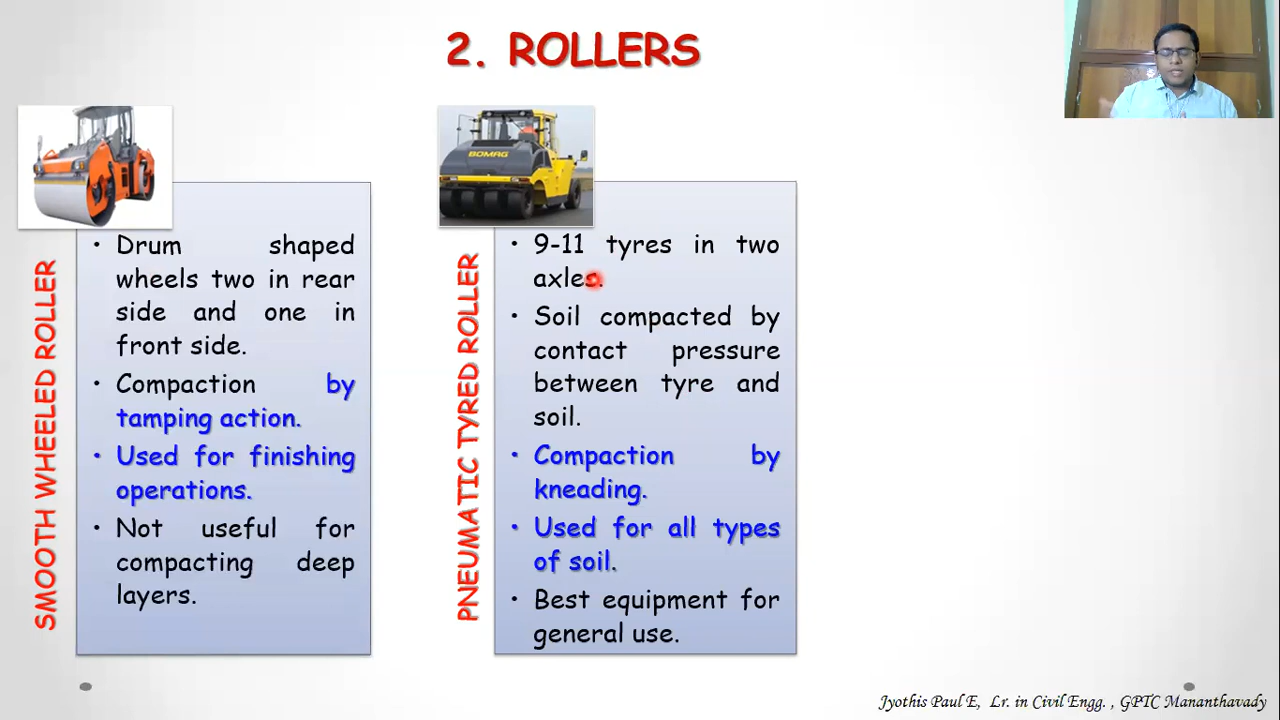 2. ROLLERS
BOMAG
SMOOTH WHEELED ROLLER
• Drum shaped
wheels two in rear
side and one in
front side.
• Compaction by
tamping action.
• Used for finishing
operations.
• Not useful for
compacting deep
layers.
PNEUMATIC TYRED ROLLER
• 9-11 tyres in two
axles.
• Soil compacted by
contact pressure
between tyre and
soil.
• Compaction by
kneading.
• Used for all types
of soil.
• Best equipment for
general use.
Jyothis Paul E, Lr. in Civil Engg. , GPTC Mananthavady